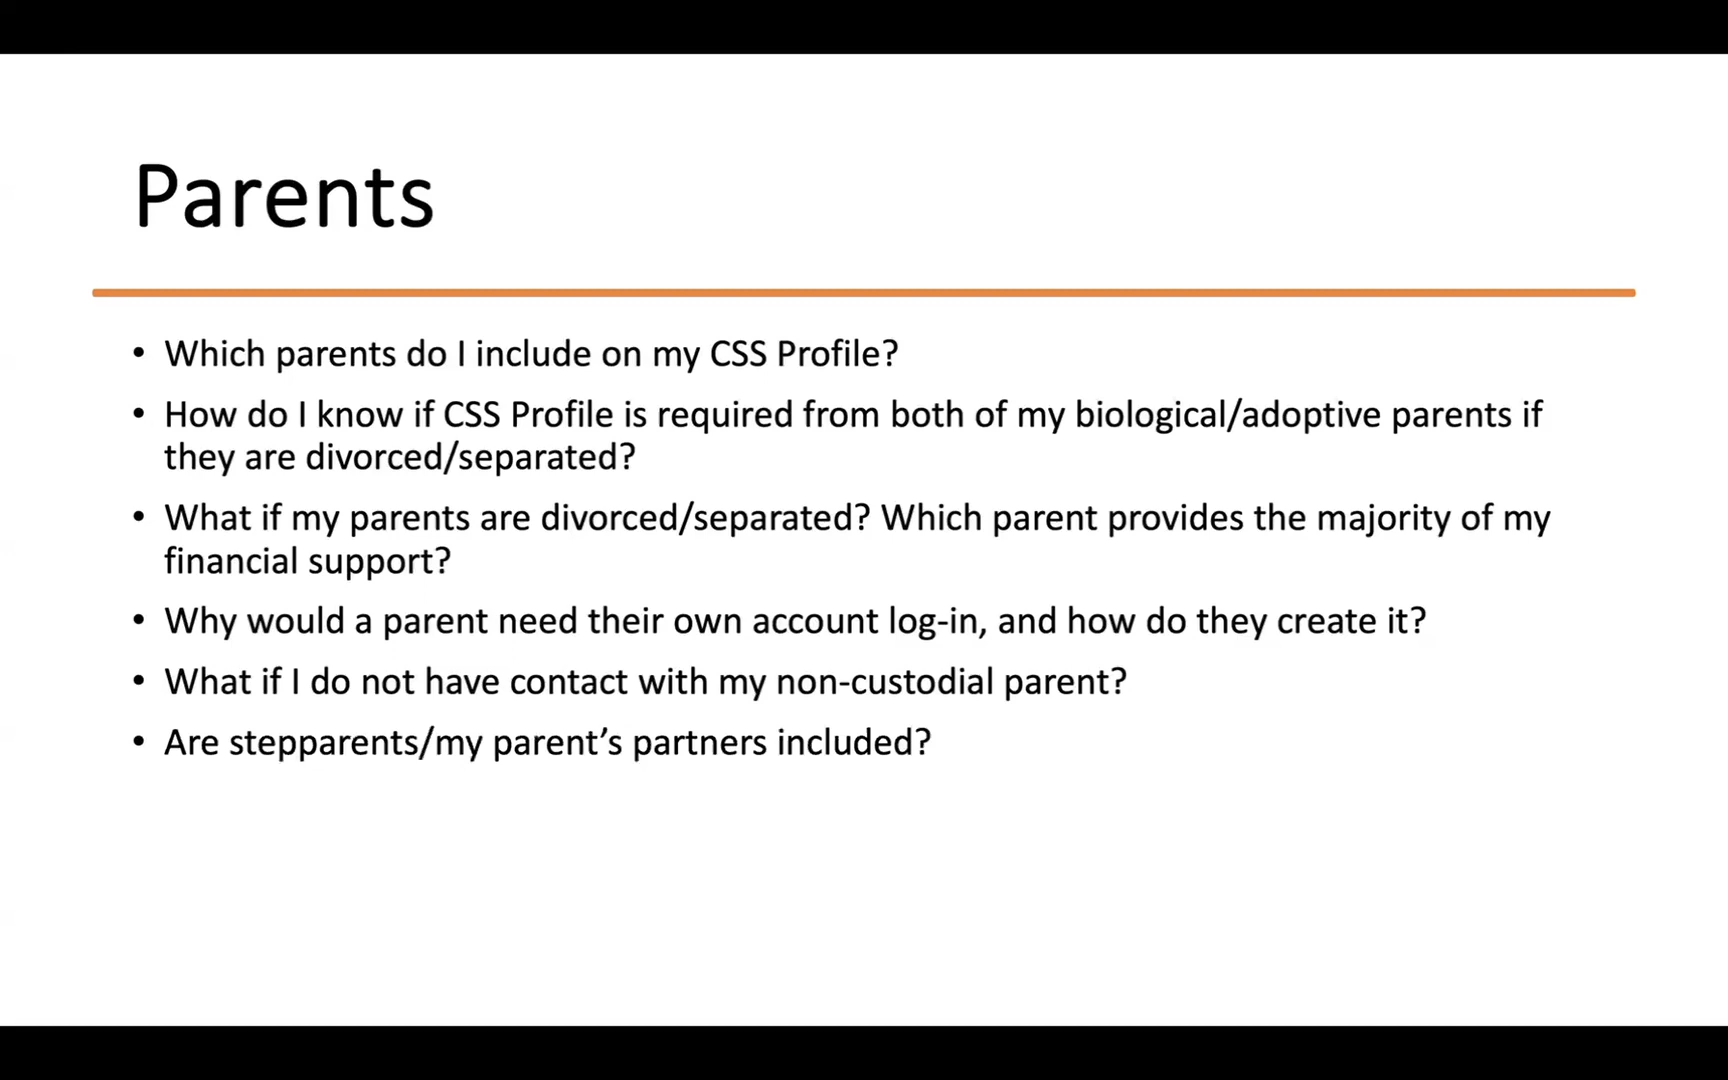 Parents
• Which parents do I include on my CSS Profile?
• How do I know if CSS Profile is required from both of my biological/adoptive parents if
they are divorced/separated?
• What if my parents are divorced/separated? Which parent provides the majority of my
financial support?
• Why would a parent need their own account log-in, and how do they create it?
• What if I do not have contact with my non-custodial parent?
• Are stepparents/my parent’s partners included?